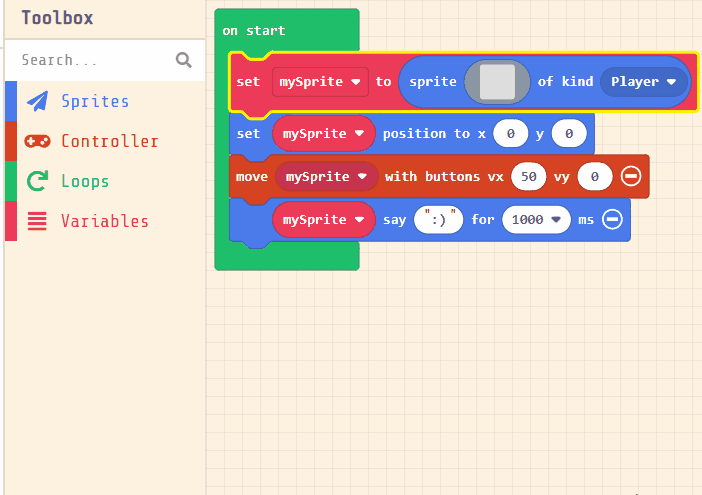 Toolbox
Search...
Sprites
Controller
Loops
Variables
on start
set mySprite to sprite of kind Player
set mySprite position to x 0 y 0
move mySprite with buttons vx 50 vy 0
mySprite say ":)" for 1000 ms